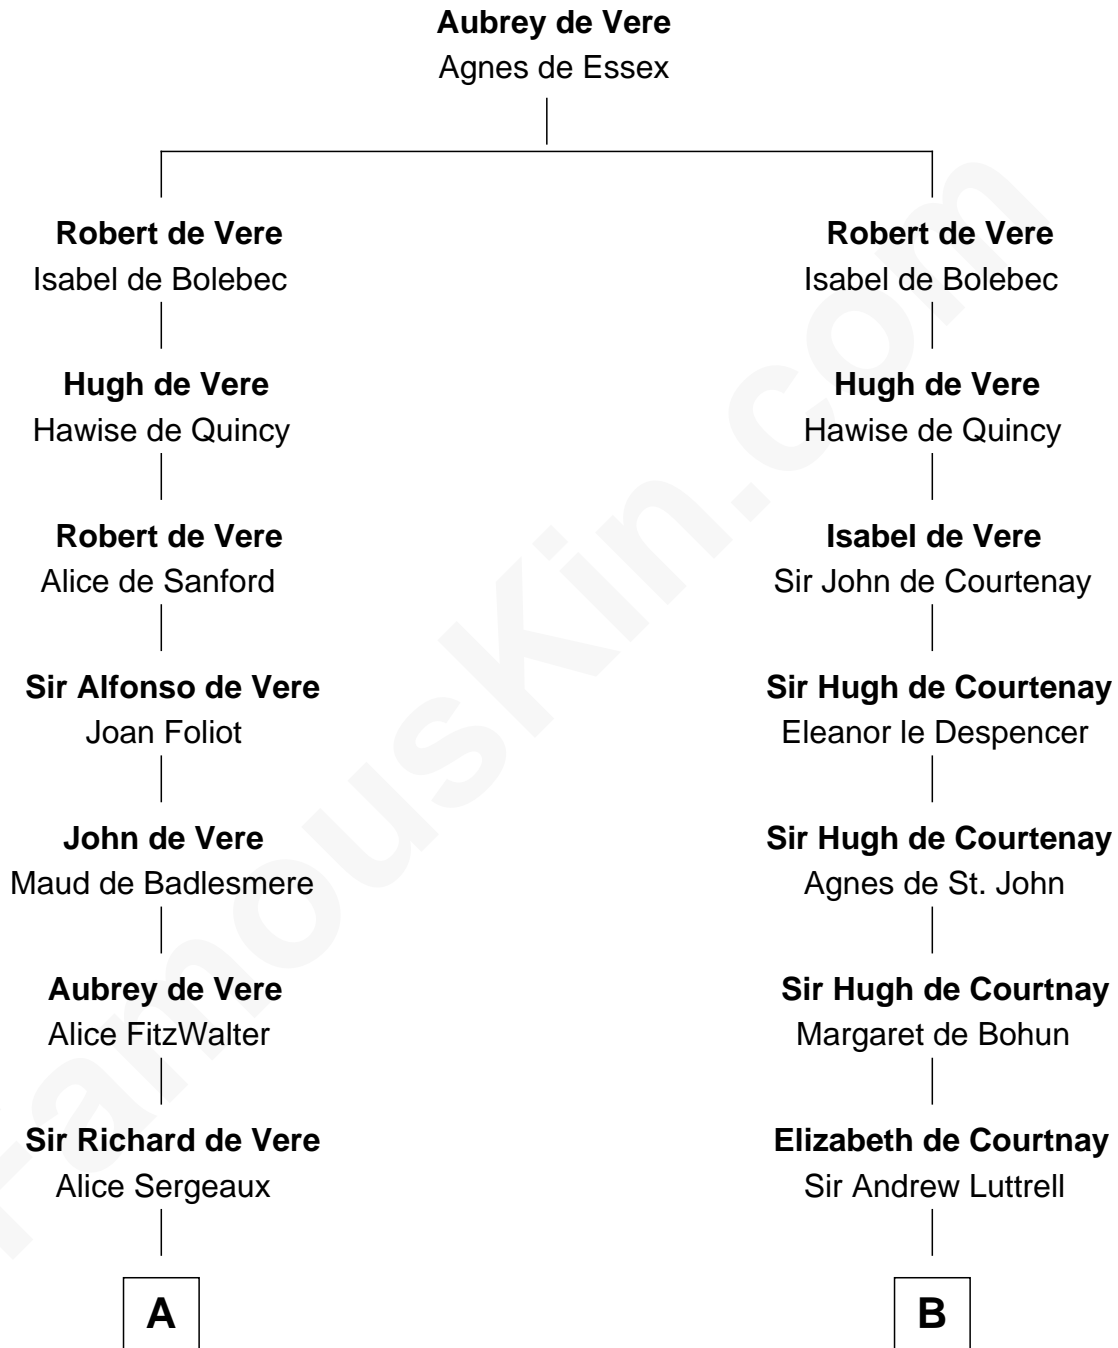 Aubrey de Vere
Agnes de Essex
Robert de Vere
Isabel de Bolebec
Hugh de Vere
Hawise de Quincy
Robert de Vere
Alice de Sanford
Sir Alfonso de Vere
Joan Foliot
John de Vere
Maud de Badlesmere
Aubrey de Vere
Alice FitzWalter
Sir Richard de Vere
Alice Sergeaux
A
Robert de Vere
Isabel de Bolebec
Hugh de Vere
Hawise de Quincy
Isabel de Vere
Sir John de Courtenay
Sir Hugh de Courtenay
Eleanor le Despencer
Sir Hugh de Courtenay
Agnes de St. John
Sir Hugh de Courtnay
Margaret de Bohun
Elizabeth de Courtnay
Sir Andrew Luttrell
B
FamousKin.com